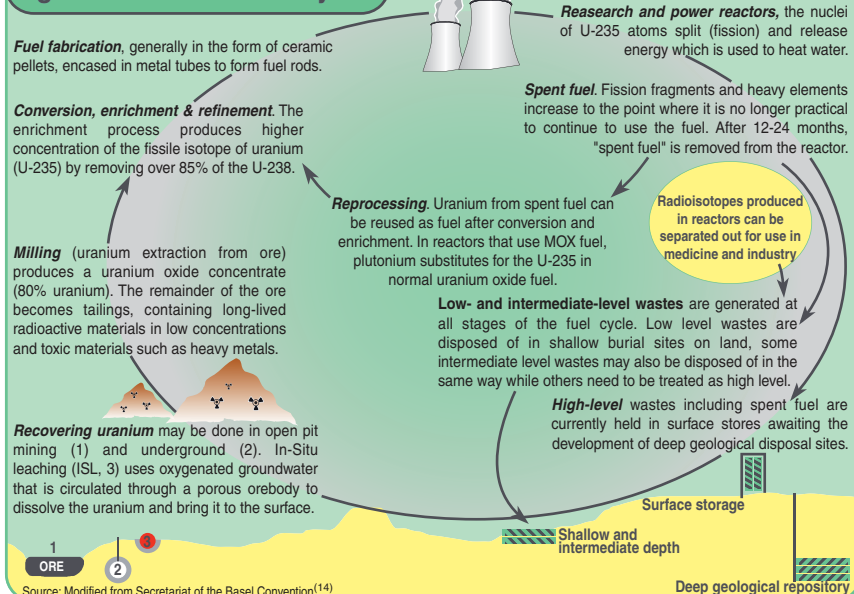 Reasearch and power reactors, the nuclei
of U-235 atoms split (fission) and release
energy which is used to heat water.
Fuel fabrication, generally in the form of ceramic
pellets, encased in metal tubes to form fuel rods.
Spent fuel. Fission fragments and heavy elements
increase to the point where it is no longer practical
to continue to use the fuel. After 12-24 months,
"spent fuel" is removed from the reactor.
Conversion, enrichment & refinement. The
enrichment process produces higher
concentration of the fissile isotope of uranium
(U-235) by removing over 85% of the U-238.
Reprocessing. Uranium from spent fuel can
be reused as fuel after conversion and
enrichment. In reactors that use MOX fuel,
plutonium substitutes for the U-235 in
normal uranium oxide fuel.
Radioisotopes produced
in reactors can be
separated out for use in
medicine and industry
Milling (uranium extraction from ore)
produces a uranium oxide concentrate
(80% uranium). The remainder of the ore
becomes tailings, containing long-lived
radioactive materials in low concentrations
and toxic materials such as heavy metals.
Low- and intermediate-level wastes are generated at
all stages of the fuel cycle. Low level wastes are
disposed of in shallow burial sites on land, some
intermediate level wastes may also be disposed of in the
same way while others need to be treated as high level.
High-level wastes including spent fuel are
currently held in surface stores awaiting the
development of deep geological disposal sites.
Recovering uranium may be done in open pit
mining (1) and underground (2). In-Situ
leaching (ISL, 3) uses oxygenated groundwater
that is circulated through a porous orebody to
dissolve the uranium and bring it to the surface.
Surface storage
Shallow and
intermediate depth
1
ORE
2
3
Deep geological repository
Source: Modified from Secretariat of the Basel Convention(14)